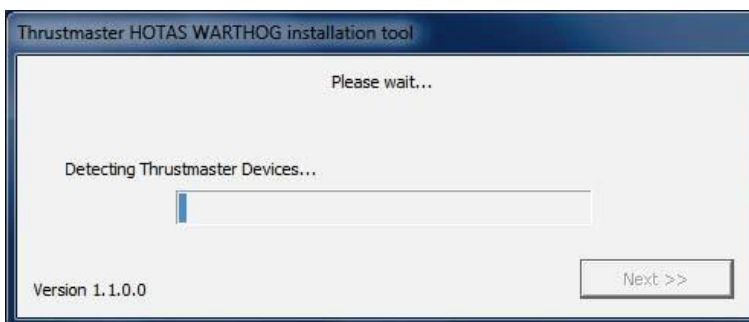 Thrustmaster HOTAS WARTHOG installation tool
Please wait...
Detecting Thrustmaster Devices...
Next >>
Version 1.1.0.0